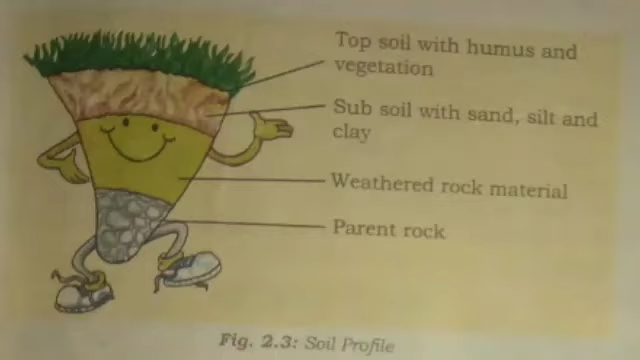 Top soil with humus and
vegetation
Sub soil with sand, silt and
clay
Weathered rock material
Parent rock
Fig. 2.3: Soil Profile